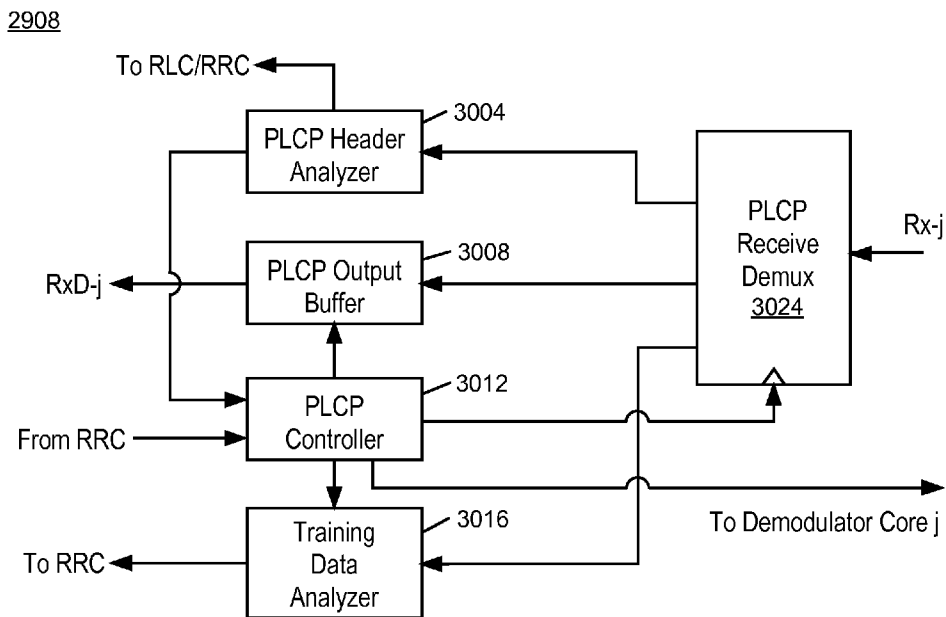 2908
To RLC/RRC
3004
PLCP Header
Analyzer
PLCP
Receive
Demux
3024
Rx-j
3008
PLCP Output
Buffer
RxD-j
3012
PLCP
Controller
From RRC
3016
Training
Data
Analyzer
To RRC
To Demodulator Core j